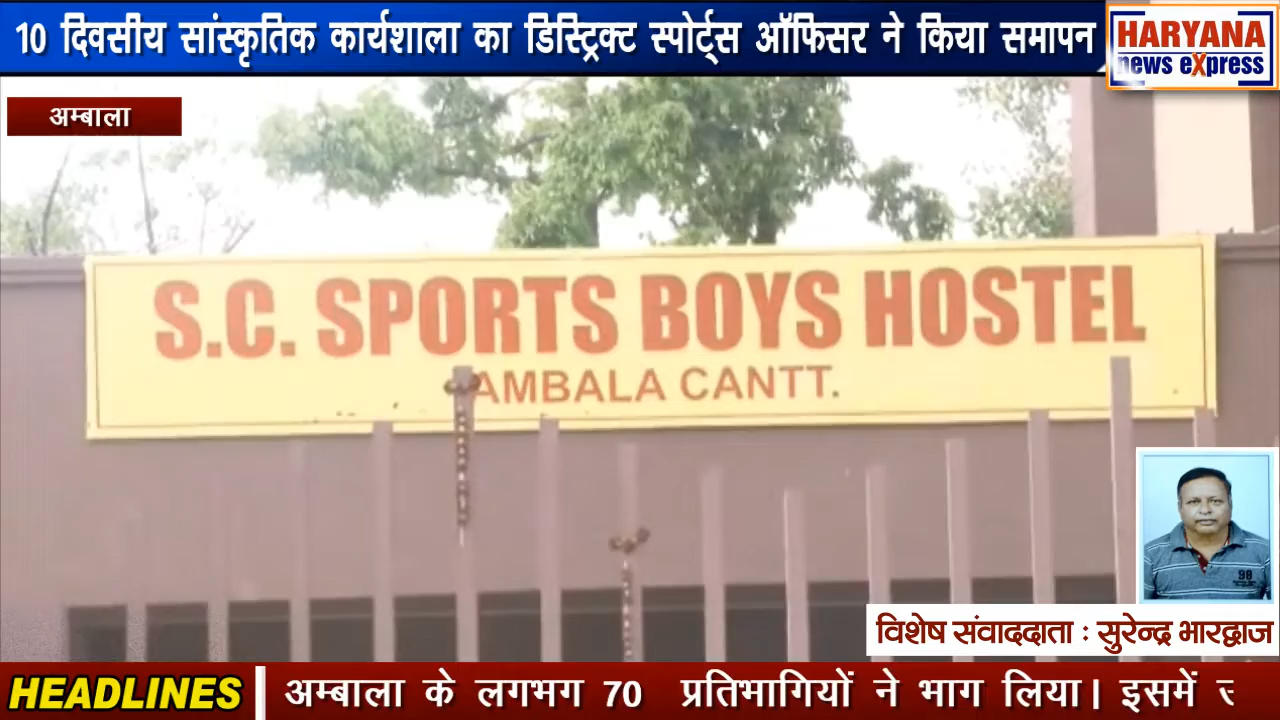 10 दिवसीय सांस्कृतिक कार्यशाला का डिस्ट्रिक्ट स्पोर्ट्स ऑफिसर ने किया समापन
HARYANA
news eXpress
अम्बाला
S.C. SPORTS BOYS HOSTEL
AMBALA CANTT.
98
विशेष संवाददाता : सुरेन्द्र भारद्वाज
HEADLINES
अम्बाला के लगभग 70 प्रतिभागियों ने भाग लिया। इसमें